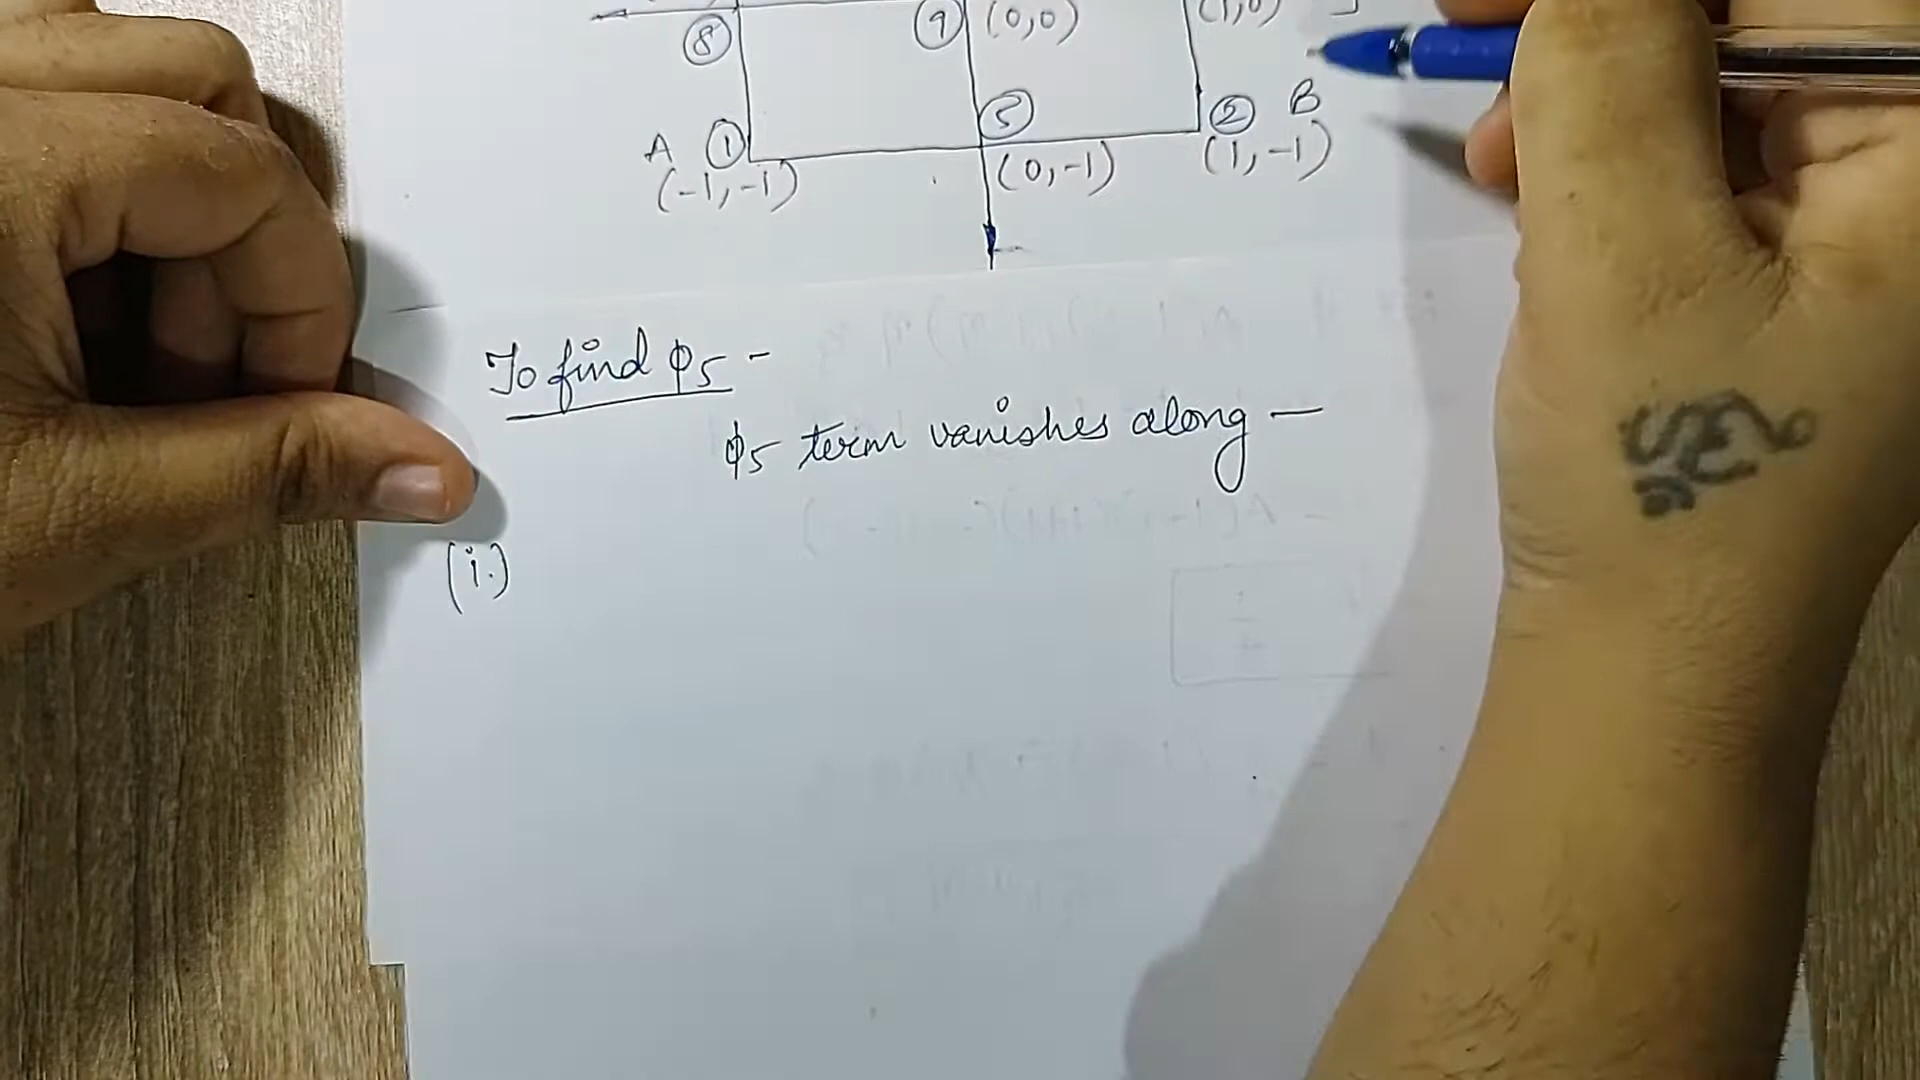 8 9 (0,0) (1,0)
5 2 B
A 1 (0,-1) (1,-1)
(-1,-1)
To find φ5 -
φ5 term vanishes along —
(i.)